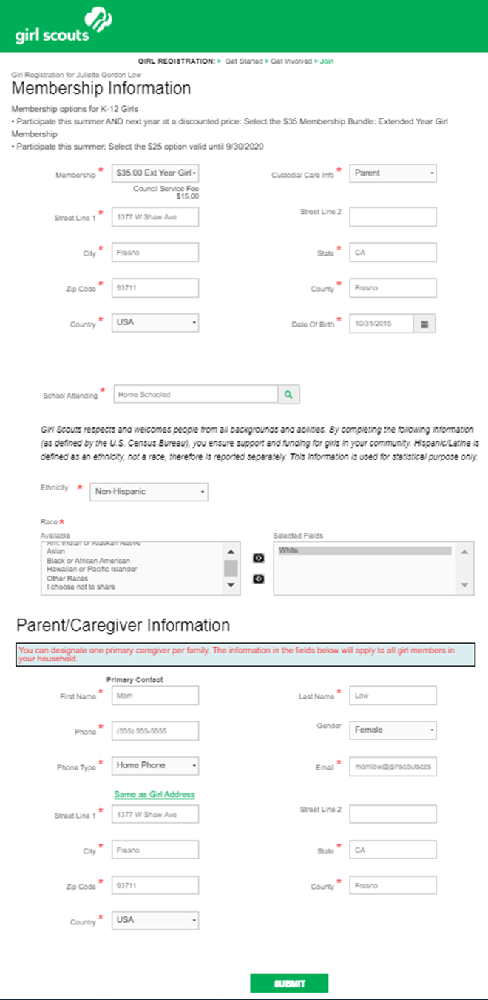 girl scouts
GIRL REGISTRATION: > Get Started > Get Involved > Join
Girl Registration for Juliette Gordon Low
Membership Information
Membership options for K-12 Girls
• Participate this summer AND next year at a discounted price: Select the $35 Membership Bundle: Extended Year Girl
Membership
• Participate this summer: Select the $25 option valid until 9/30/2020
Membership * $35.00 Ext Year Girl Custodial Care Info * Parent
Council Service Fee
$15.00
Street Line 1 * 1377 W Shaw Ave Street Line 2
City * Fresno State * CA
Zip Code * 93711 County * Fresno
Country * USA Date Of Birth * 10/31/2015
School Attending * Home Schooled
Girl Scouts respects and welcomes people from all backgrounds and abilities. By completing the following information
(as defined by the U.S. Census Bureau), you ensure support and funding for girls in your community. Hispanic/Latina is
defined as an ethnicity, not a race, therefore is reported separately. This information is used for statistical purpose only.
Ethnicity * Non-Hispanic
Race *
Available Selected Fields
Am. Indian or Alaskan Native
Asian White
Black or African American
Hawaiian or Pacific Islander
Other Races
I choose not to share
Parent/Caregiver Information
You can designate one primary caregiver per family. The information in the fields below will apply to all girl members in
your household.
Primary Contact
First Name * Mom Last Name * Low
Phone * (555) 555-5555 Gender Female
Phone Type * Home Phone Email * momlow@girlscoutsccs
Same as Girl Address
Street Line 1 * 1377 W Shaw Ave Street Line 2
City * Fresno State * CA
Zip Code * 93711 County * Fresno
Country * USA
SUBMIT